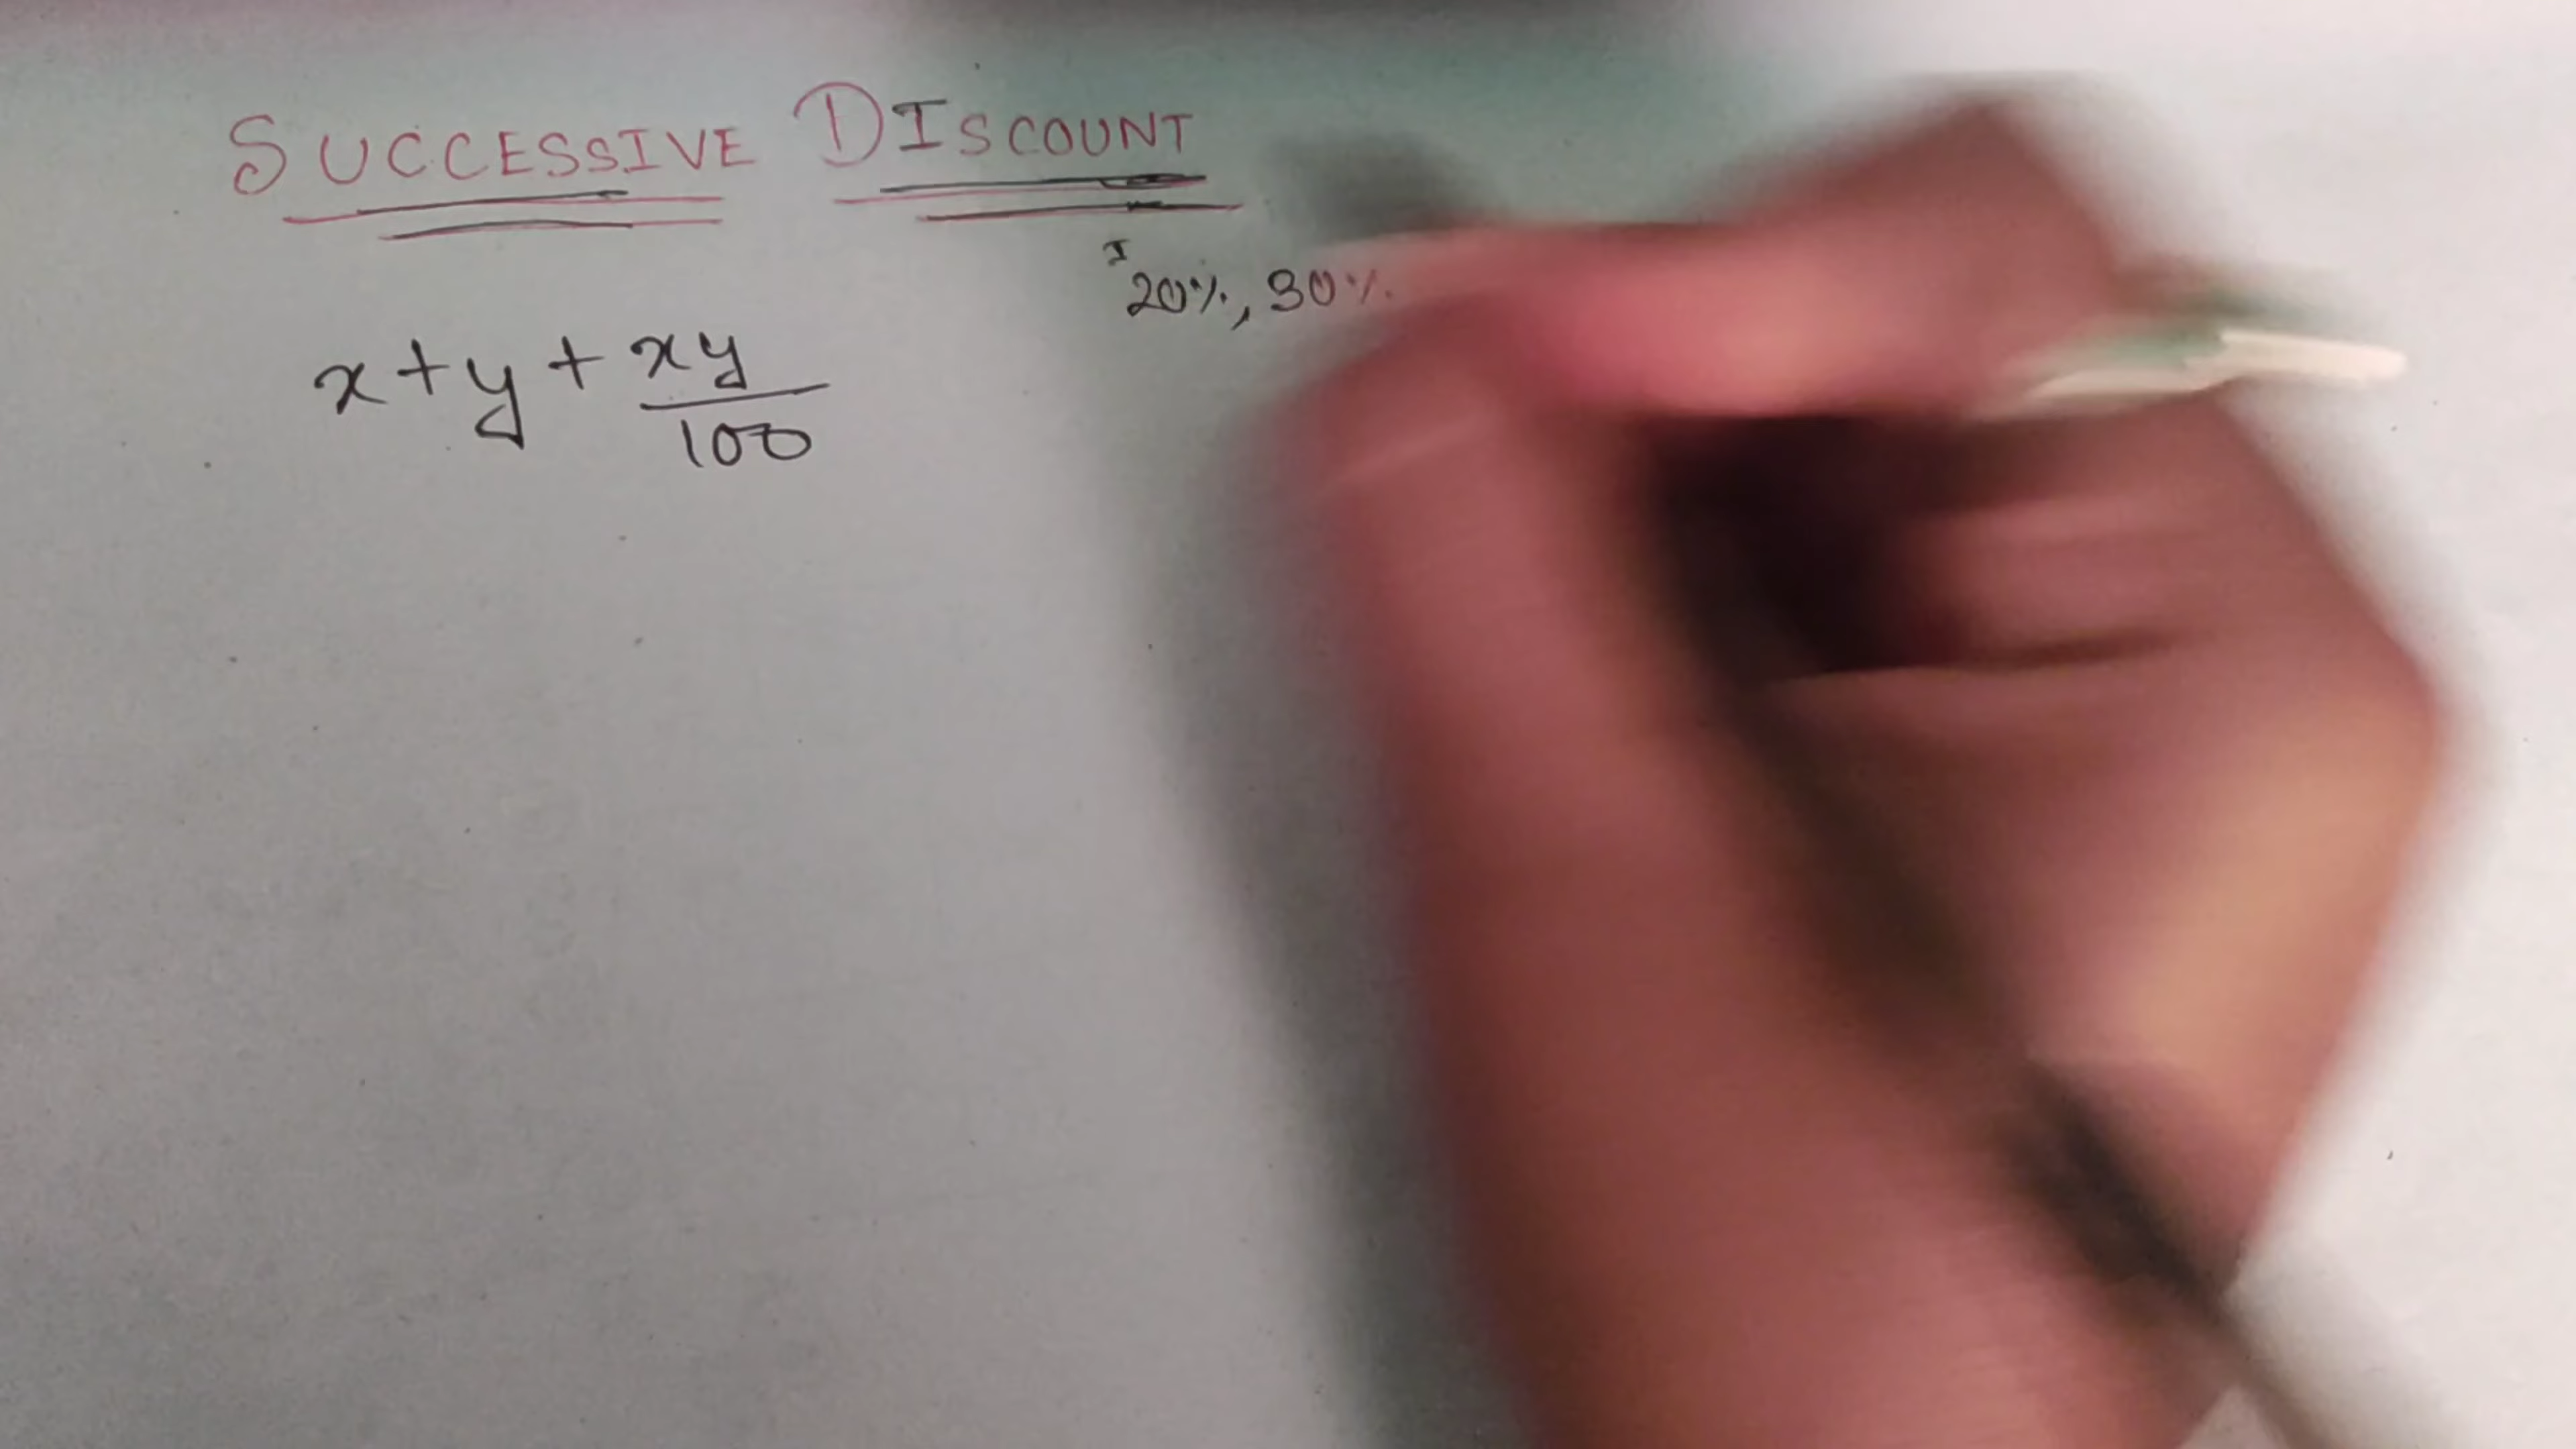 SUCCESSIVE DISCOUNT
I
20%, 30%
x + y + xy/100